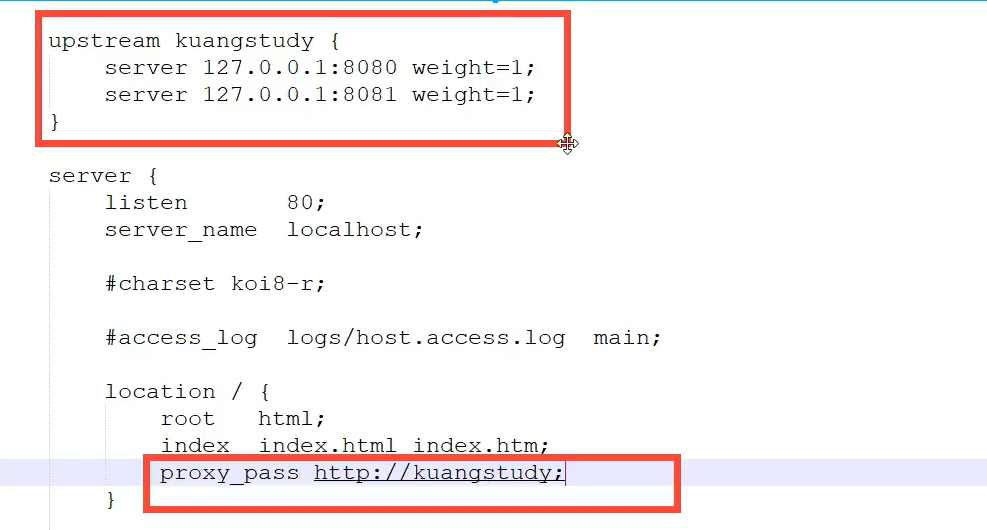 upstream kuangstudy {
    server 127.0.0.1:8080 weight=1;
    server 127.0.0.1:8081 weight=1;
}
server {
    listen       80;
    server_name  localhost;
    #charset koi8-r;
    #access_log  logs/host.access.log  main;
    location / {
        root   html;
        index  index.html index.htm;
        proxy_pass http://kuangstudy;
    }